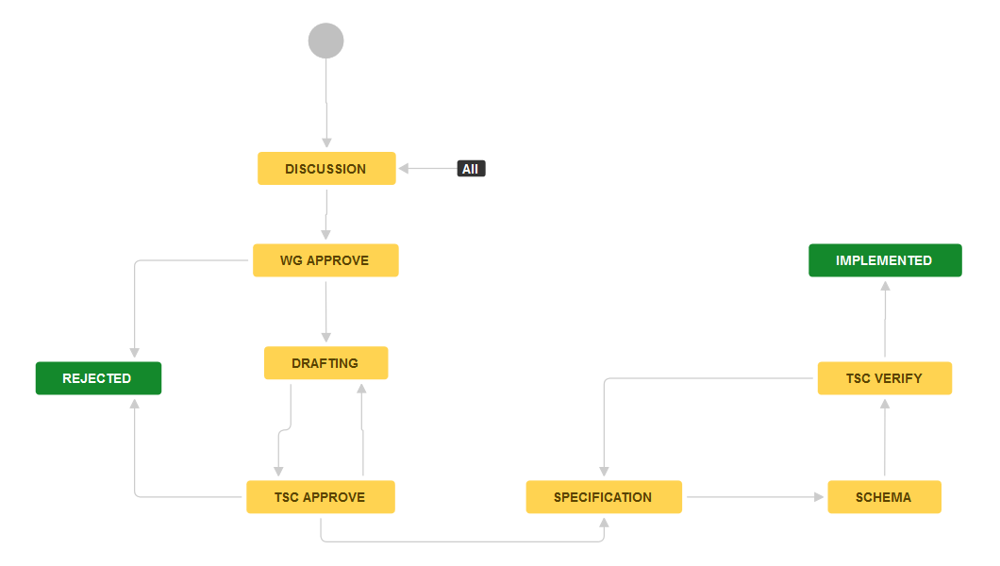 DISCUSSION
All
WG APPROVE
IMPLEMENTED
DRAFTING
REJECTED
TSC VERIFY
TSC APPROVE
SPECIFICATION
SCHEMA